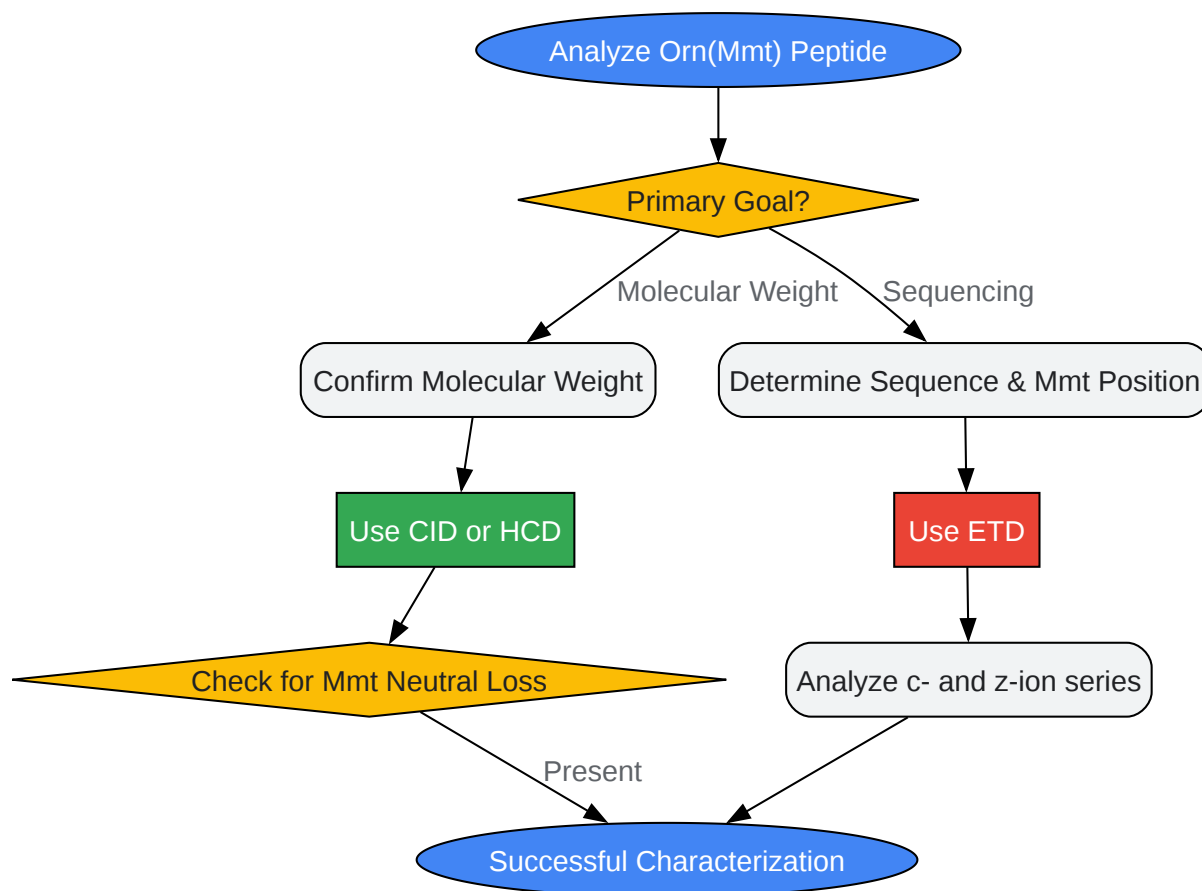 Analyze Orn(Mmt) Peptide
Primary Goal?
Molecular Weight
Sequencing
Confirm Molecular Weight
Determine Sequence & Mmt Position
Use CID or HCD
Use ETD
Check for Mmt Neutral Loss
Analyze c- and z-ion series
Present
Successful Characterization